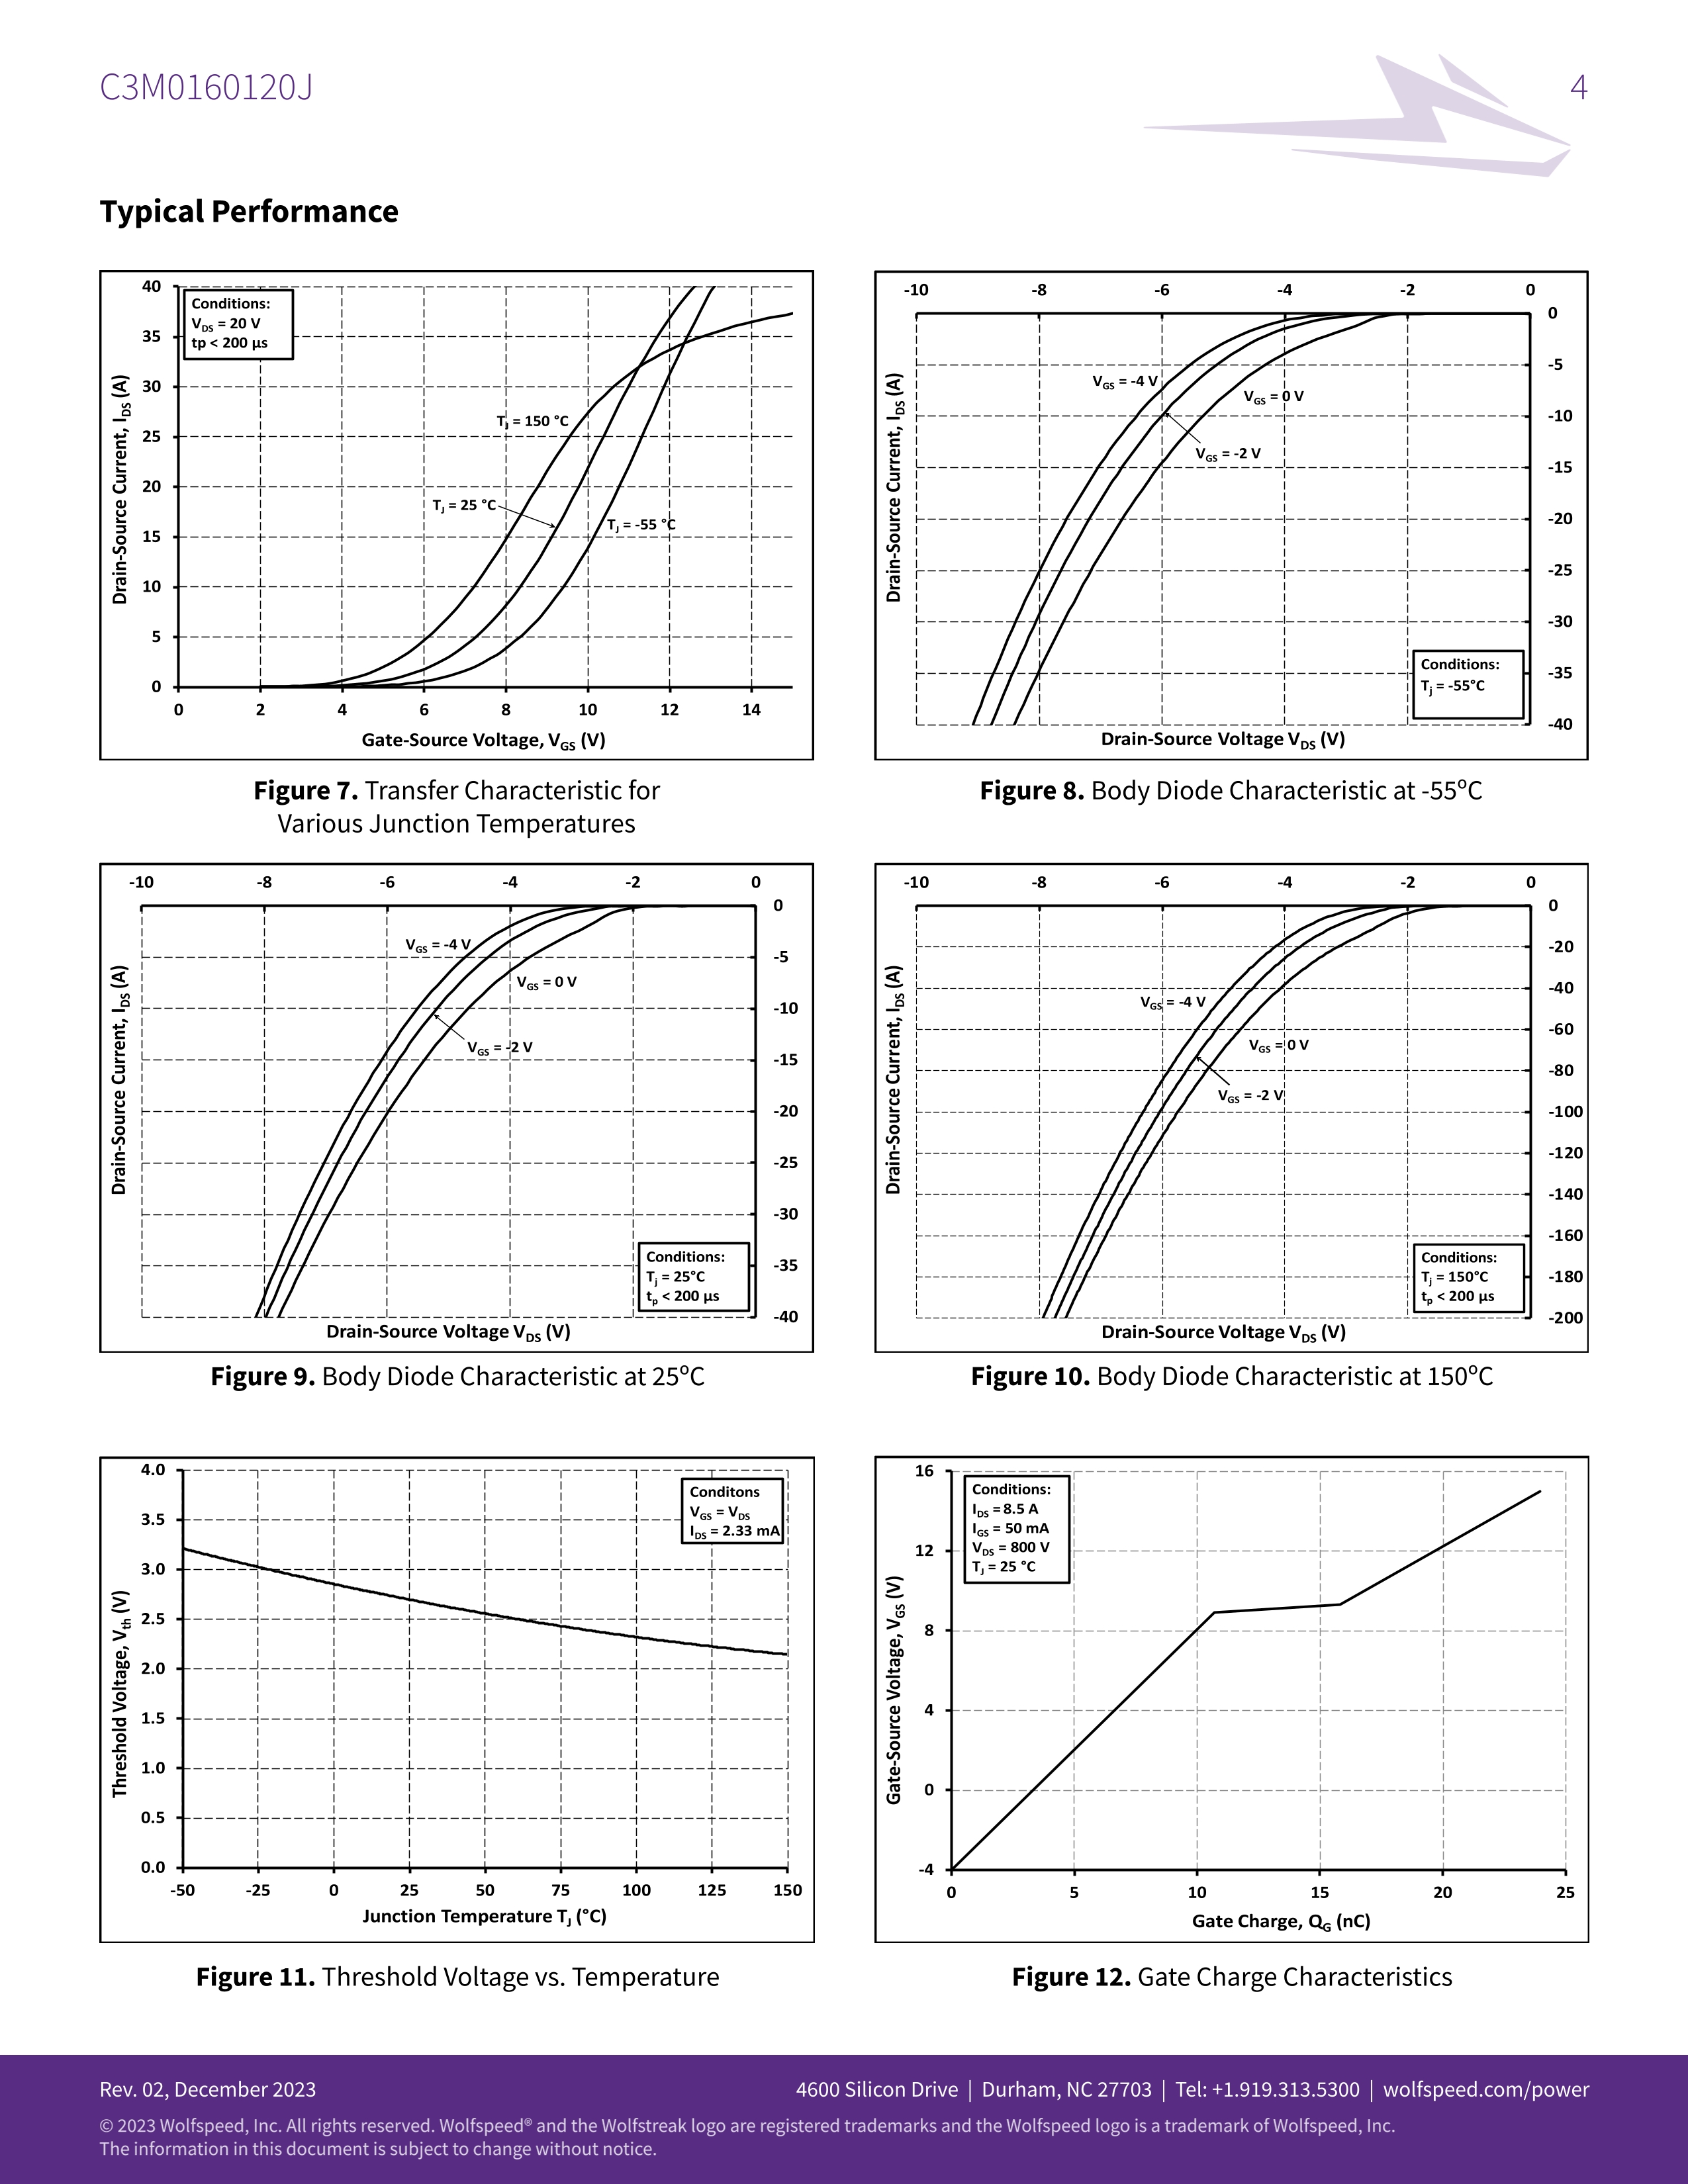 C3M0160120J
4
Typical Performance
40
35
30
25
20
15
10
5
0
0 2 4 6 8 10 12 14
Conditions:
VDS = 20 V
tp < 200 µs
TJ = 150 °C
TJ = 25 °C
TJ = -55 °C
Drain-Source Current, IDS (A)
Gate-Source Voltage, VGS (V)
Figure 7. Transfer Characteristic for
Various Junction Temperatures
-10 -8 -6 -4 -2 0
0
-5
-10
-15
-20
-25
-30
-35
-40
VGS = -4 V
VGS = 0 V
VGS = -2 V
Conditions:
Tj = -55°C
Drain-Source Current, IDS (A)
Drain-Source Voltage VDS (V)
Figure 8. Body Diode Characteristic at -55ºC
-10 -8 -6 -4 -2 0
0
-5
-10
-15
-20
-25
-30
-35
-40
VGS = -4 V
VGS = 0 V
VGS = -2 V
Conditions:
Tj = 25°C
tp < 200 µs
Drain-Source Current, IDS (A)
Drain-Source Voltage VDS (V)
Figure 9. Body Diode Characteristic at 25ºC
-10 -8 -6 -4 -2 0
0
-20
-40
-60
-80
-100
-120
-140
-160
-180
-200
VGS = -4 V
VGS = 0 V
VGS = -2 V
Conditions:
Tj = 150°C
tp < 200 µs
Drain-Source Current, IDS (A)
Drain-Source Voltage VDS (V)
Figure 10. Body Diode Characteristic at 150ºC
4.0
3.5
3.0
2.5
2.0
1.5
1.0
0.5
0.0
-50 -25 0 25 50 75 100 125 150
Conditons
VGS = VDS
IDS = 2.33 mA
Threshold Voltage, Vth (V)
Junction Temperature TJ (°C)
Figure 11. Threshold Voltage vs. Temperature
16
12
8
4
0
-4
0 5 10 15 20 25
Conditions:
IDS = 8.5 A
IGS = 50 mA
VDS = 800 V
TJ = 25 °C
Gate-Source Voltage, VGS (V)
Gate Charge, QG (nC)
Figure 12. Gate Charge Characteristics
Rev. 02, December 2023
4600 Silicon Drive | Durham, NC 27703 | Tel: +1.919.313.5300 | wolfspeed.com/power
© 2023 Wolfspeed, Inc. All rights reserved. Wolfspeed® and the Wolfstreak logo are registered trademarks and the Wolfspeed logo is a trademark of Wolfspeed, Inc.
The information in this document is subject to change without notice.